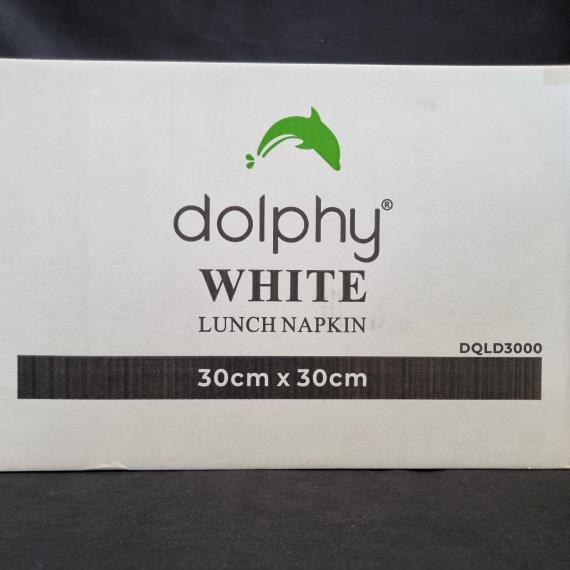 dolphy®
WHITE
LUNCH NAPKIN
DQLD3000
30cm x 30cm